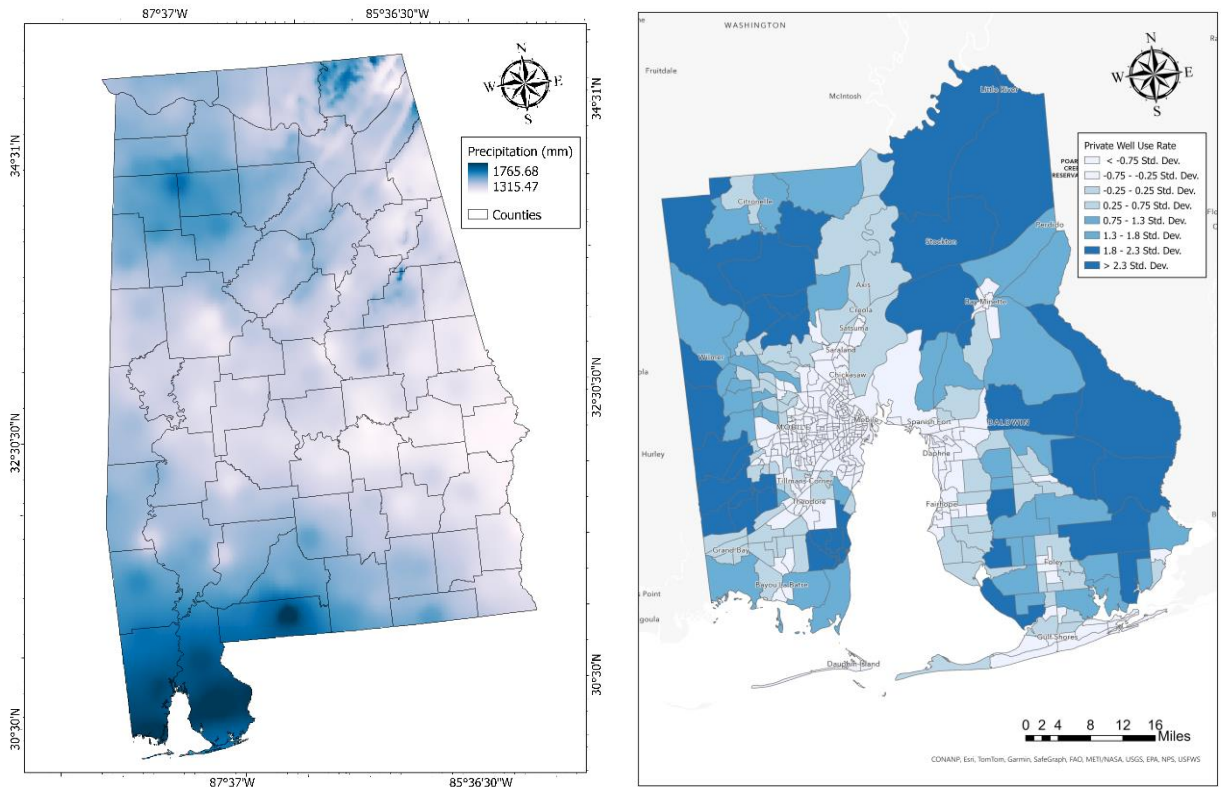 87°37'W
85°36'30"W
N
W
E
S
34°31'N
34°31'N
Precipitation (mm)
1765.68
1315.47
Counties
32°30'30"N
32°30'30"N
30°30'N
30°30'N
87°37'W
85°36'30"W
WASHINGTON
Fruitdale
McIntosh
Little River
N
W
E
S
Private Well Use Rate
< -0.75 Std. Dev.
-0.75 - -0.25 Std. Dev.
-0.25 - 0.25 Std. Dev.
0.25 - 0.75 Std. Dev.
0.75 - 1.3 Std. Dev.
1.3 - 1.8 Std. Dev.
1.8 - 2.3 Std. Dev.
> 2.3 Std. Dev.
Citronelle
Perdido
Stockton
Axis
Creola
Bay Minette
Satsuma
Saraland
Wilmer
Chickasaw
Mobile
MOBILE
Spanish Fort
BALDWIN
Hurley
Daphne
Tillmans Corner
Theodore
Fairhope
Grand Bay
Foley
Bayou La Batre
Gulf Shores
Dauphin Island
0 2 4 8 12 16
Miles
CONANP, Esri, TomTom, Garmin, SafeGraph, FAO, METI/NASA, USGS, EPA, NPS, USFWS